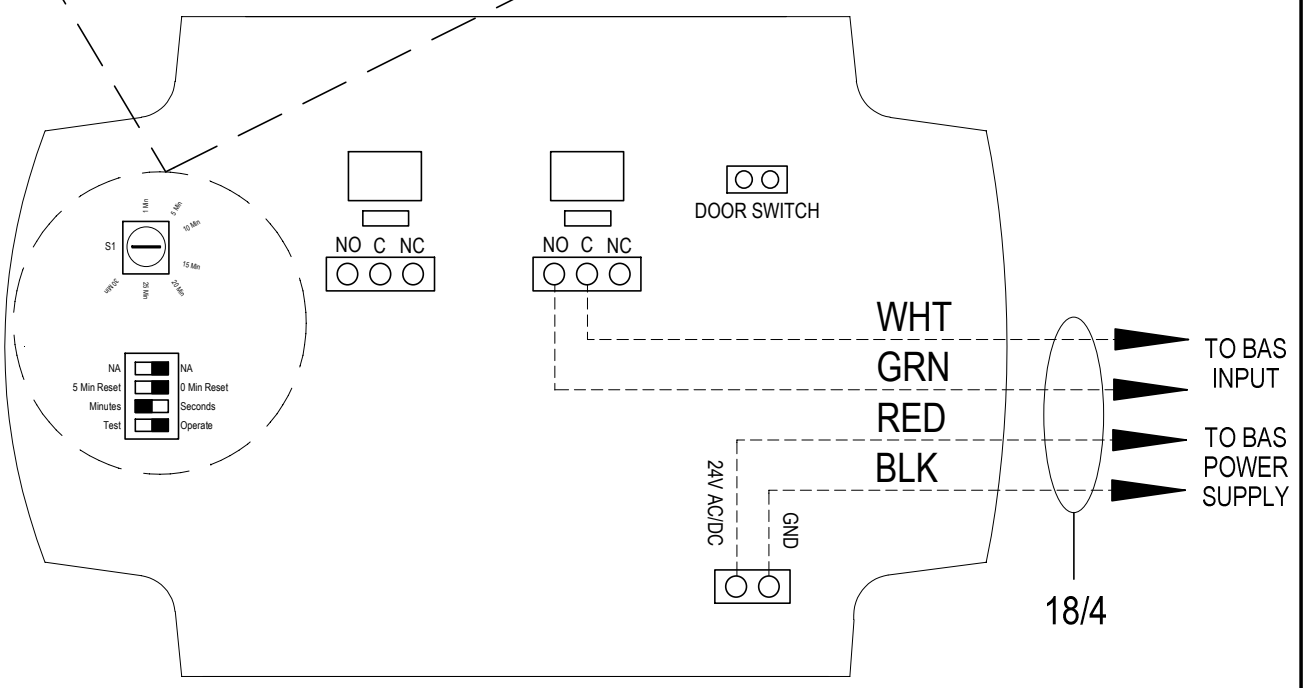 1 Min
5 Min
10 Min
15 Min
20 Min
25 Min
30 Min
S1
NO C NC
NO C NC
DOOR SWITCH
NA NA
5 Min Reset 0 Min Reset
Minutes Seconds
Test Operate
WHT
GRN
RED
BLK
24V AC/DC
GND
TO BAS
INPUT
TO BAS
POWER
SUPPLY
18/4